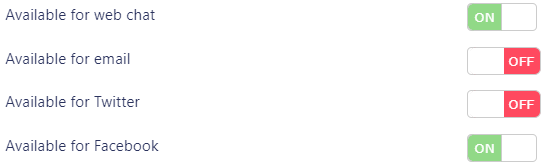 Available for web chat ON
Available for email OFF
Available for Twitter OFF
Available for Facebook ON